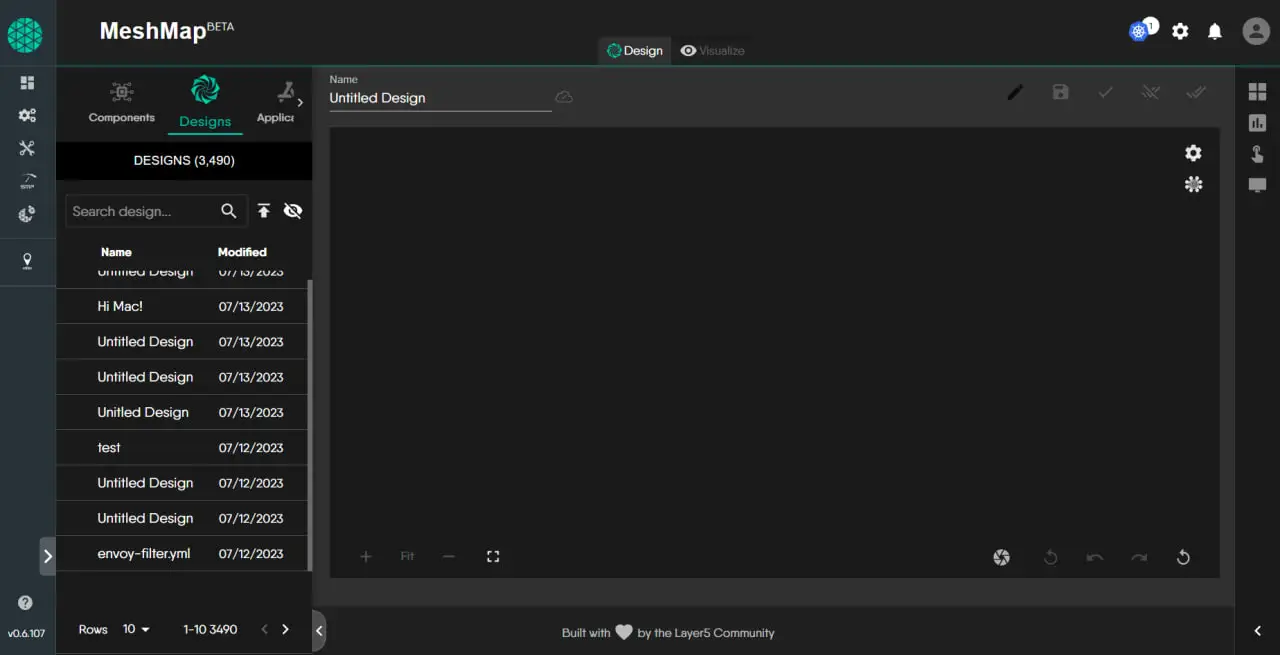 MeshMapBETA
1
Design
Visualize
Components
Designs
Applica
DESIGNS (3,490)
Search design...
Name Modified
Untitled Design 07/13/2023
Hi Mac! 07/13/2023
Untitled Design 07/13/2023
Untitled Design 07/13/2023
Unitled Design 07/13/2023
test 07/12/2023
Untitled Design 07/12/2023
Untitled Design 07/12/2023
envoy-filter.yml 07/12/2023
Rows 10 1-10 3490
Name
Untitled Design
Fit
SMP
v0.6.107
Built with by the Layer5 Community